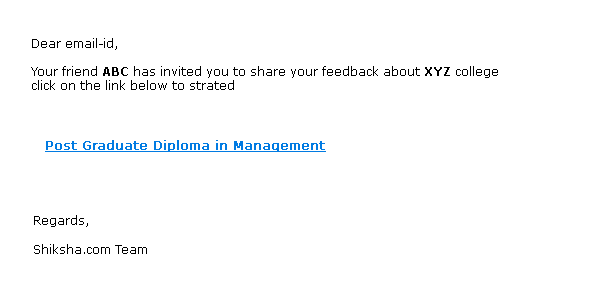 Dear email-id,
Your friend ABC has invited you to share your feedback about XYZ college
click on the link below to strated
Post Graduate Diploma in Management
Regards,
Shiksha.com Team